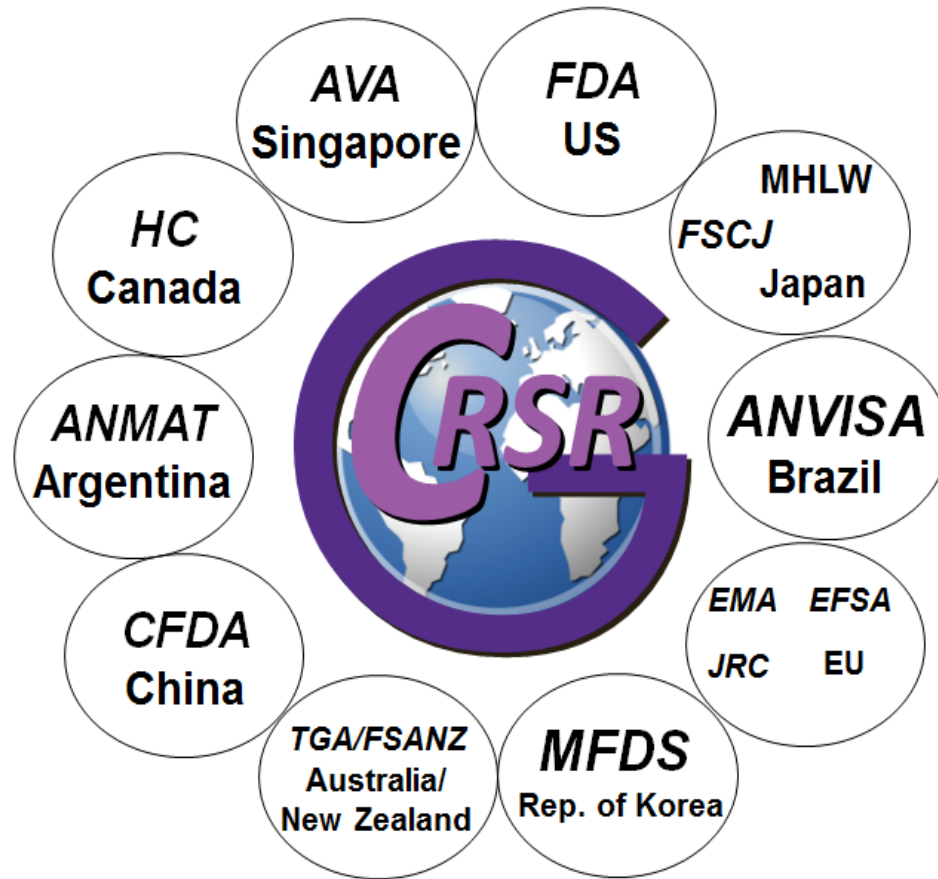 AVA
Singapore
FDA
US
MHLW
FSCJ
Japan
ANVISA
Brazil
EMA EFSA
JRC EU
MFDS
Rep. of Korea
TGA/FSANZ
Australia/
New Zealand
CFDA
China
ANMAT
Argentina
HC
Canada
GCRSR